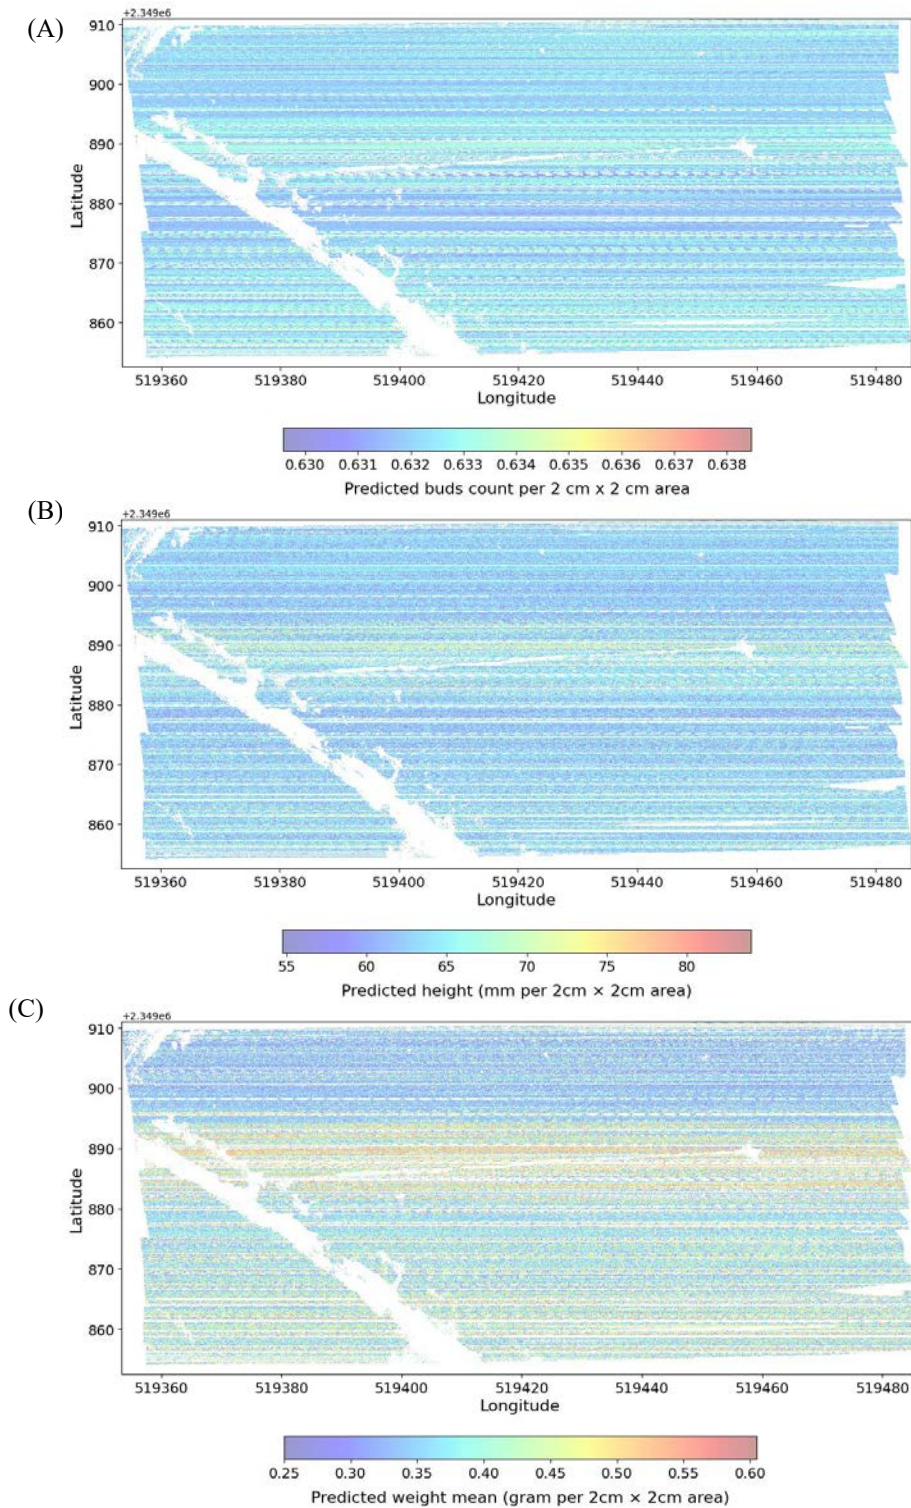 (A)
+2.349e6
910
900
890
880
870
860
Latitude
519360 519380 519400 519420 519440 519460 519480
Longitude
0.630 0.631 0.632 0.633 0.634 0.635 0.636 0.637 0.638
Predicted buds count per 2 cm x 2 cm area
(B)
+2.349e6
910
900
890
880
870
860
Latitude
519360 519380 519400 519420 519440 519460 519480
Longitude
55 60 65 70 75 80
Predicted height (mm per 2cm × 2cm area)
(C)
+2.349e6
910
900
890
880
870
860
Latitude
519360 519380 519400 519420 519440 519460 519480
Longitude
0.25 0.30 0.35 0.40 0.45 0.50 0.55 0.60
Predicted weight mean (gram per 2cm × 2cm area)